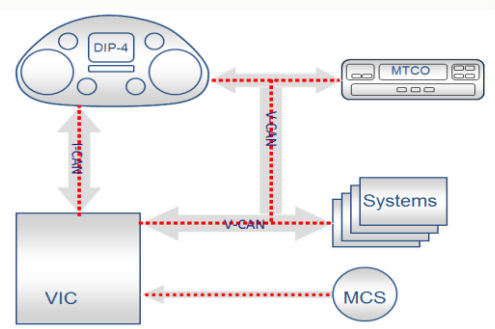 DIP-4
MTCO
I-CAN
V-CAN
Systems
V-CAN
VIC
MCS